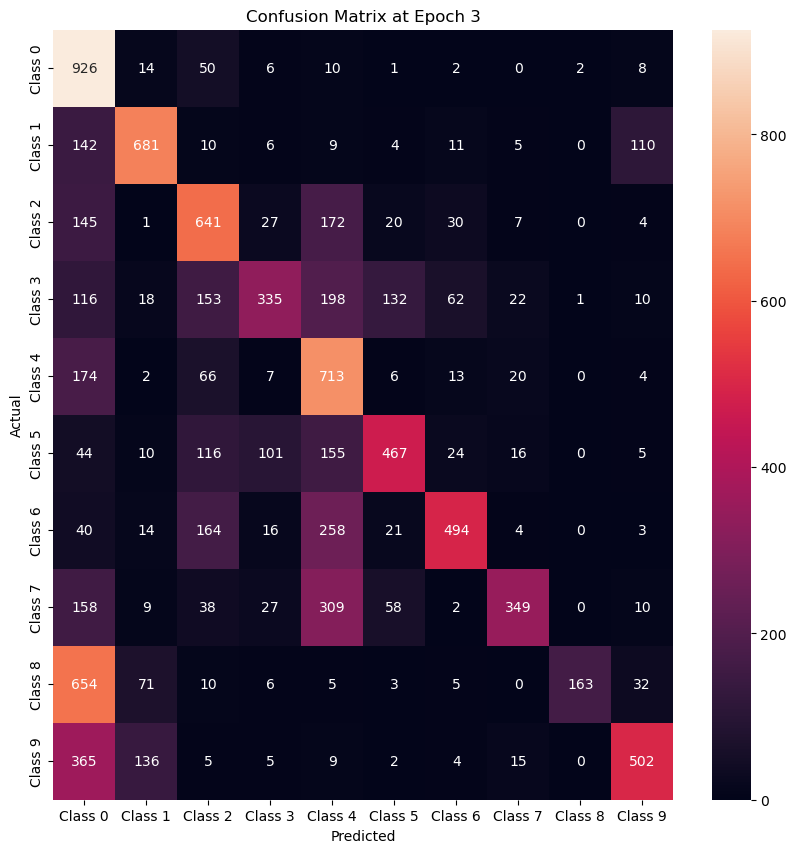 Confusion Matrix at Epoch 3
Class 0 926 14 50 6 10 1 2 0 2 8
Class 1 142 681 10 6 9 4 11 5 0 110
Class 2 145 1 641 27 172 20 30 7 0 4
Class 3 116 18 153 335 198 132 62 22 1 10
Class 4 174 2 66 7 713 6 13 20 0 4
Class 5 44 10 116 101 155 467 24 16 0 5
Class 6 40 14 164 16 258 21 494 4 0 3
Class 7 158 9 38 27 309 58 2 349 0 10
Class 8 654 71 10 6 5 3 5 0 163 32
Class 9 365 136 5 5 9 2 4 15 0 502
Class 0 Class 1 Class 2 Class 3 Class 4 Class 5 Class 6 Class 7 Class 8 Class 9
Predicted
Actual
800
600
400
200
0